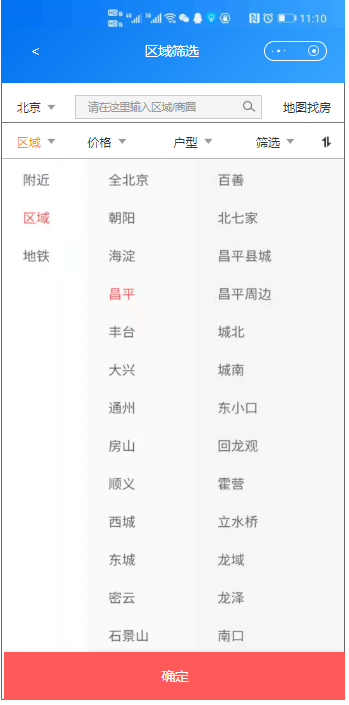 11:10
< 区域筛选
北京 请在这里输入区域/商圈 地图找房
区域 价格 户型 筛选
附近 全北京 百善
区域 朝阳 北七家
地铁 海淀 昌平县城
昌平 昌平周边
丰台 城北
大兴 城南
通州 东小口
房山 回龙观
顺义 霍营
西城 立水桥
东城 龙域
密云 龙泽
石景山 南口
确定